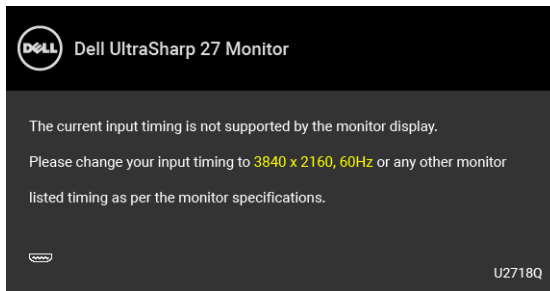 DELL Dell UltraSharp 27 Monitor
The current input timing is not supported by the monitor display.
Please change your input timing to 3840 x 2160, 60Hz or any other monitor
listed timing as per the monitor specifications.
U2718Q